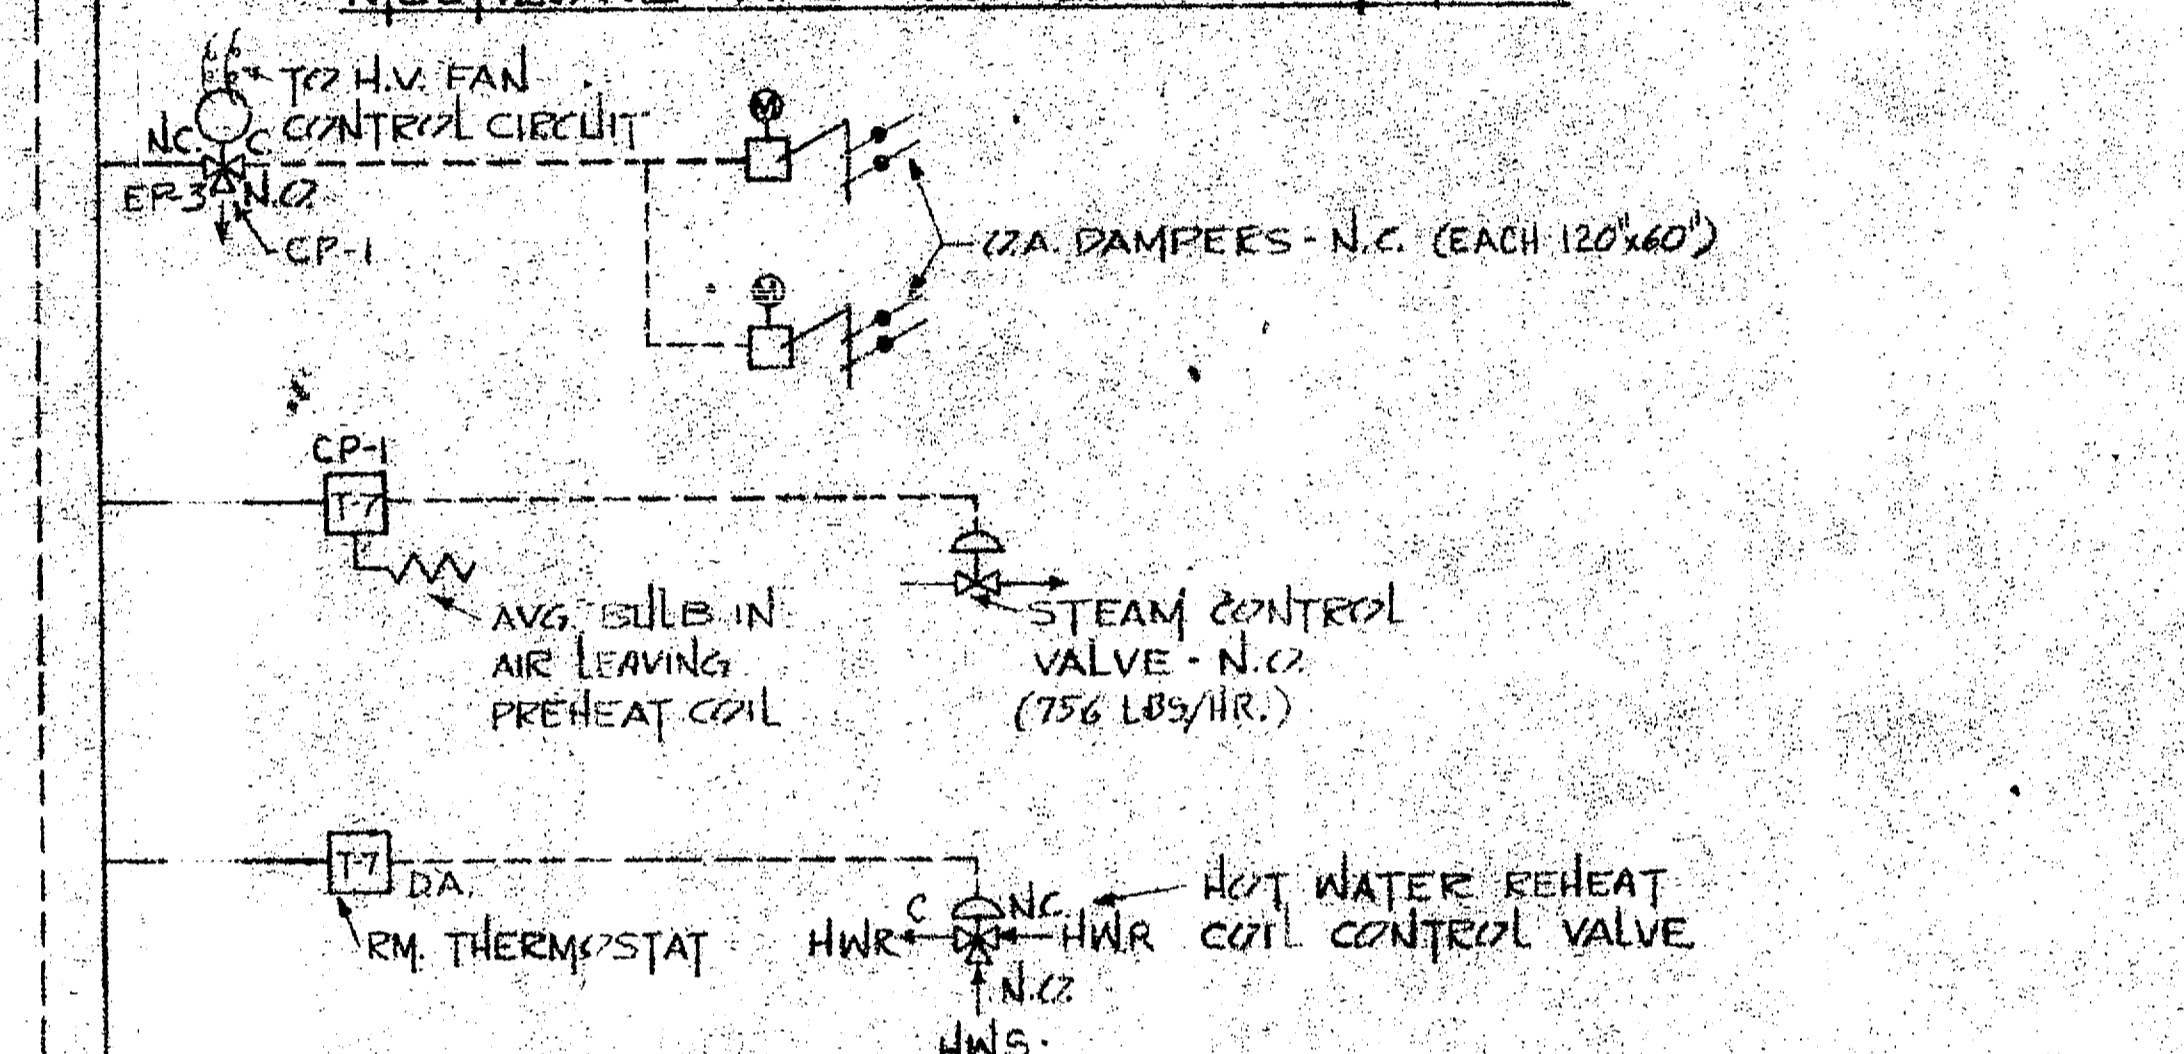 TO H.V. FAN
CONTROL CIRCUIT
N.C. C.
EP-3 N.O.
CP-1
M
O.A. DAMPERS - N.C. (EACH 120"x60")
M
CP-1
T-7
AVG. BULB IN
AIR LEAVING
PREHEAT COIL
STEAM CONTROL
VALVE - N.O.
(756 LBS/HR.)
T-7
D.A.
RM. THERMOSTAT
C N.C.
HWR HWR
N.O.
HWS
HOT WATER REHEAT
COIL CONTROL VALVE